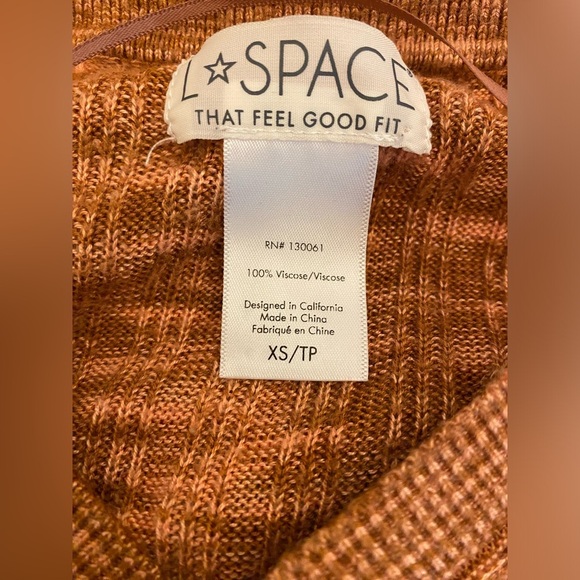 L☆SPACE
THAT FEEL GOOD FIT
RN# 130061
100% Viscose/Viscose
Designed in California
Made in China
Fabriqué en Chine
XS/TP